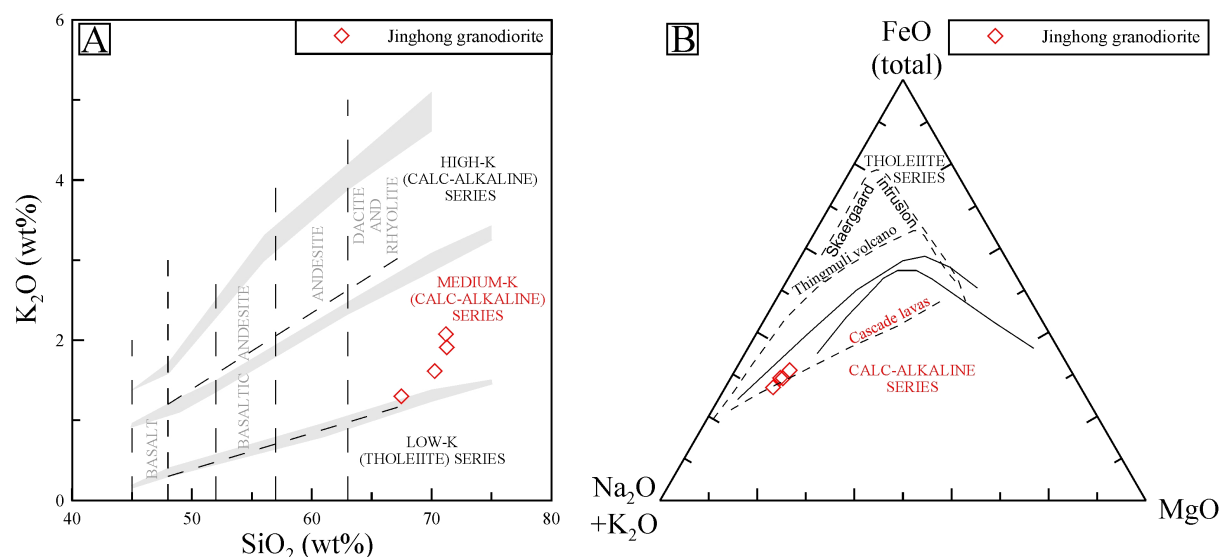 A
Jinghong granodiorite
6
4
2
0
K₂O (wt%)
HIGH-K
(CALC-ALKALINE)
SERIES
MEDIUM-K
(CALC-ALKALINE)
SERIES
LOW-K
(THOLEIITE) SERIES
BASALT
BASALTIC ANDESITE
ANDESITE
DACITE
AND
RHYOLITE
40
50
60
70
80
SiO₂ (wt%)
B
Jinghong granodiorite
FeO
(total)
THOLEIITE
SERIES
Skaergaard
Intrusion
Thingmuli volcano
Cascade lavas
CALC-ALKALINE
SERIES
Na₂O
+K₂O
MgO